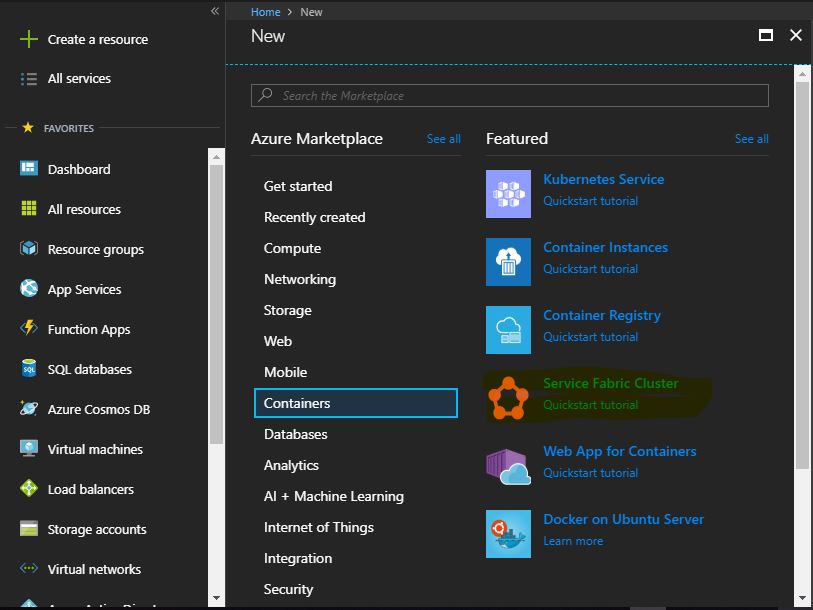 «
Create a resource
All services
FAVORITES
Dashboard
All resources
Resource groups
App Services
Function Apps
SQL
SQL databases
Azure Cosmos DB
Virtual machines
Load balancers
Storage accounts
Virtual networks
Home > New
New
Search the Marketplace
Azure Marketplace
See all
Get started
Recently created
Compute
Networking
Storage
Web
Mobile
Containers
Databases
Analytics
AI + Machine Learning
Internet of Things
Integration
Security
Featured
See all
Kubernetes Service
Quickstart tutorial
Container Instances
Quickstart tutorial
Container Registry
Quickstart tutorial
Service Fabric Cluster
Quickstart tutorial
Web App for Containers
Quickstart tutorial
Docker on Ubuntu Server
Learn more